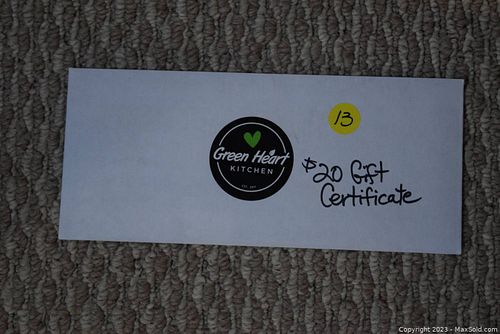 13
Green Heart
KITCHEN
$20 Gift
Certificate
Copyright 2023 - MaxSold.com